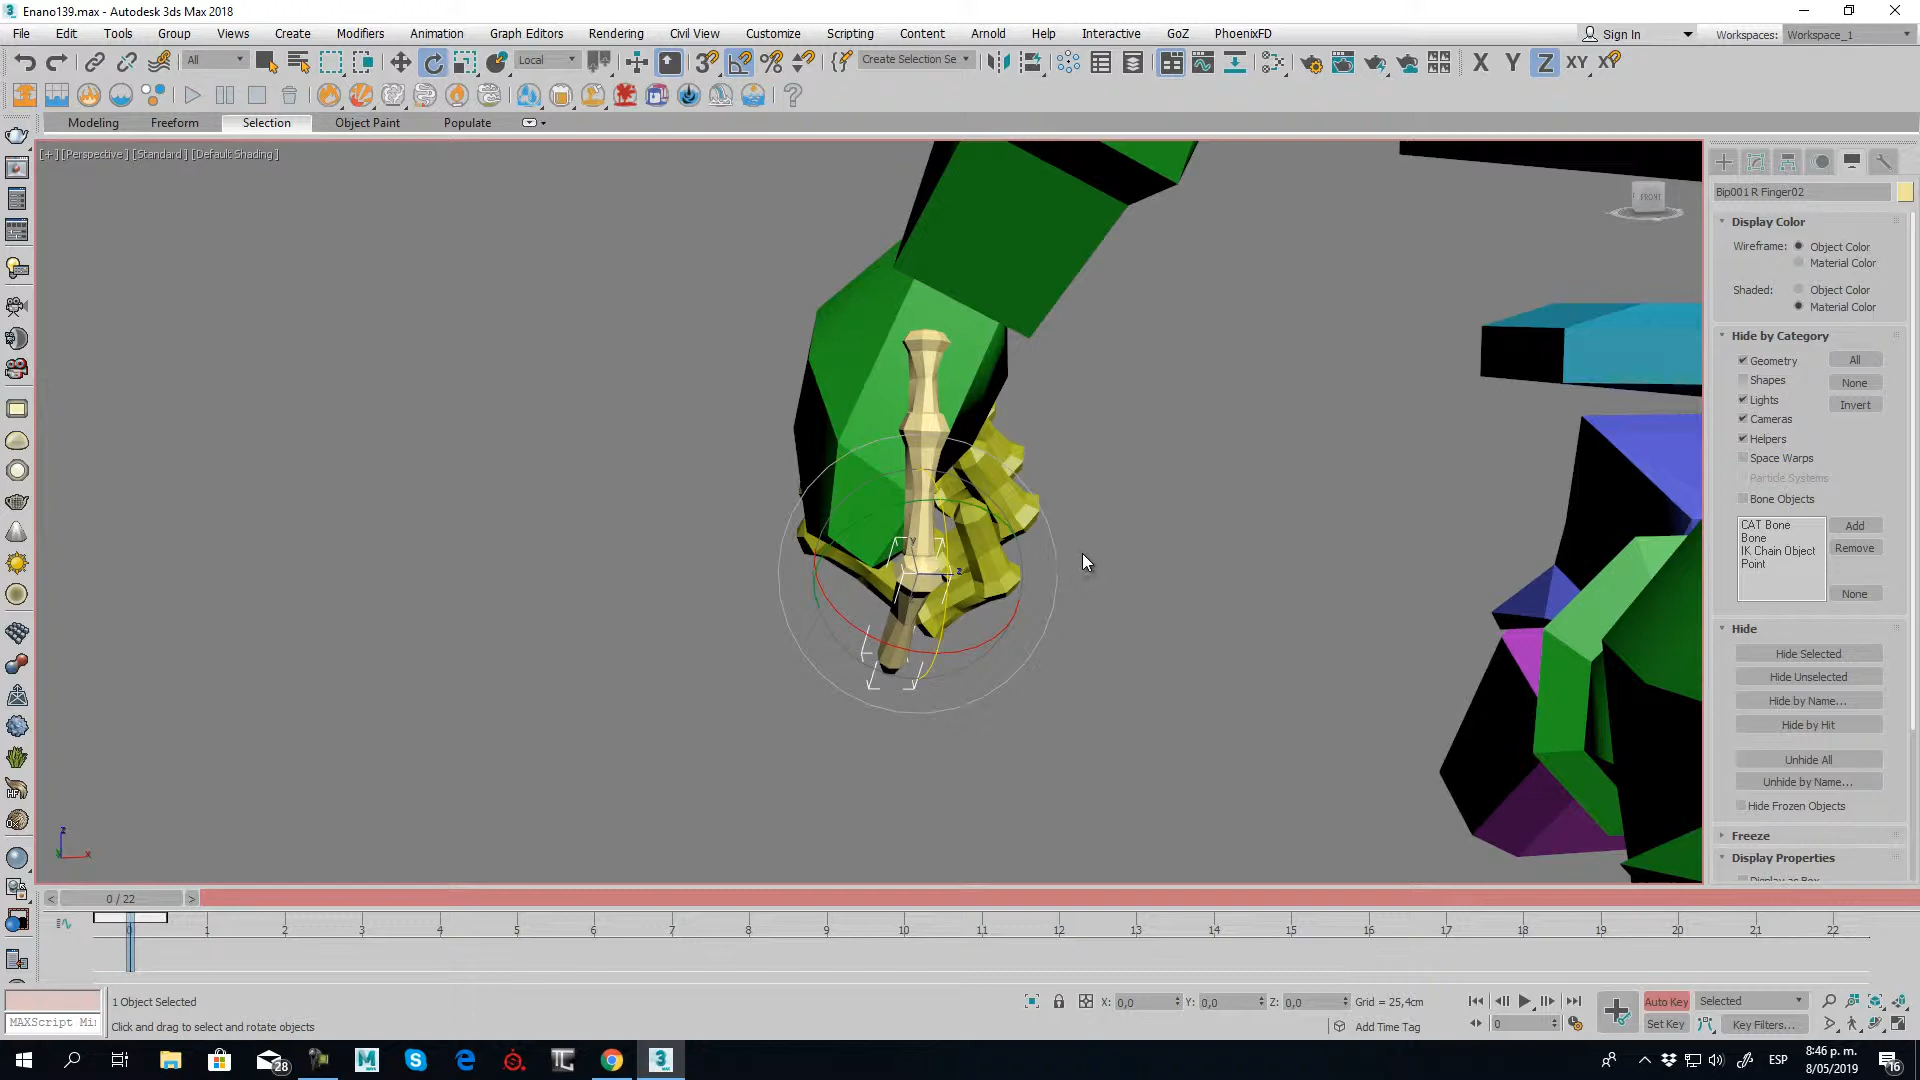 Enano139.max - Autodesk 3ds Max 2018
File Edit Tools Group Views Create Modifiers Animation Graph Editors Rendering Civil View Customize Scripting Content Arnold Help Interactive GoZ PhoenixFD
Sign In Workspaces: Workspace_1
All Local Create Selection Se X Y Z XY XY
Modeling Freeform Selection Object Paint Populate
[+] [Perspective] [Standard] [Default Shading]
FRONT
Bip001 R Finger02
Display Color
Wireframe: Object Color
Material Color
Shaded: Object Color
Material Color
Hide by Category
Geometry All
Shapes None
Lights Invert
Cameras
Helpers
Space Warps
Particle Systems
Bone Objects
CAT Bone Add
Bone
IK Chain Object Remove
Point
None
Hide
Hide Selected
Hide Unselected
Hide by Name...
Hide by Hit
Unhide All
Unhide by Name...
Hide Frozen Objects
Freeze
Display Properties
Display as Box
y
z
z
x
< 0 / 22 >
0 1 2 3 4 5 6 7 8 9 10 11 12 13 14 15 16 17 18 19 20 21 22
1 Object Selected X: 0,0 Y: 0,0 Z: 0,0 Grid = 25,4cm Auto Key Selected
MAXScript Mi Click and drag to select and rotate objects Add Time Tag 0 Set Key Key Filters...
28 ESP 8:46 p. m.
8/05/2019
16